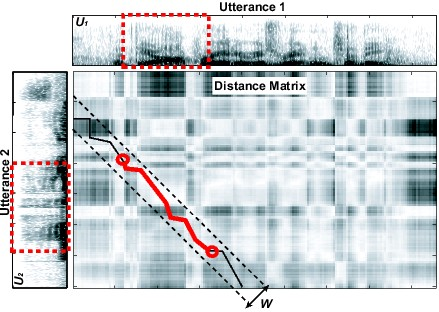 Utterance 1
U1
Distance Matrix
Utterance 2
U2
W